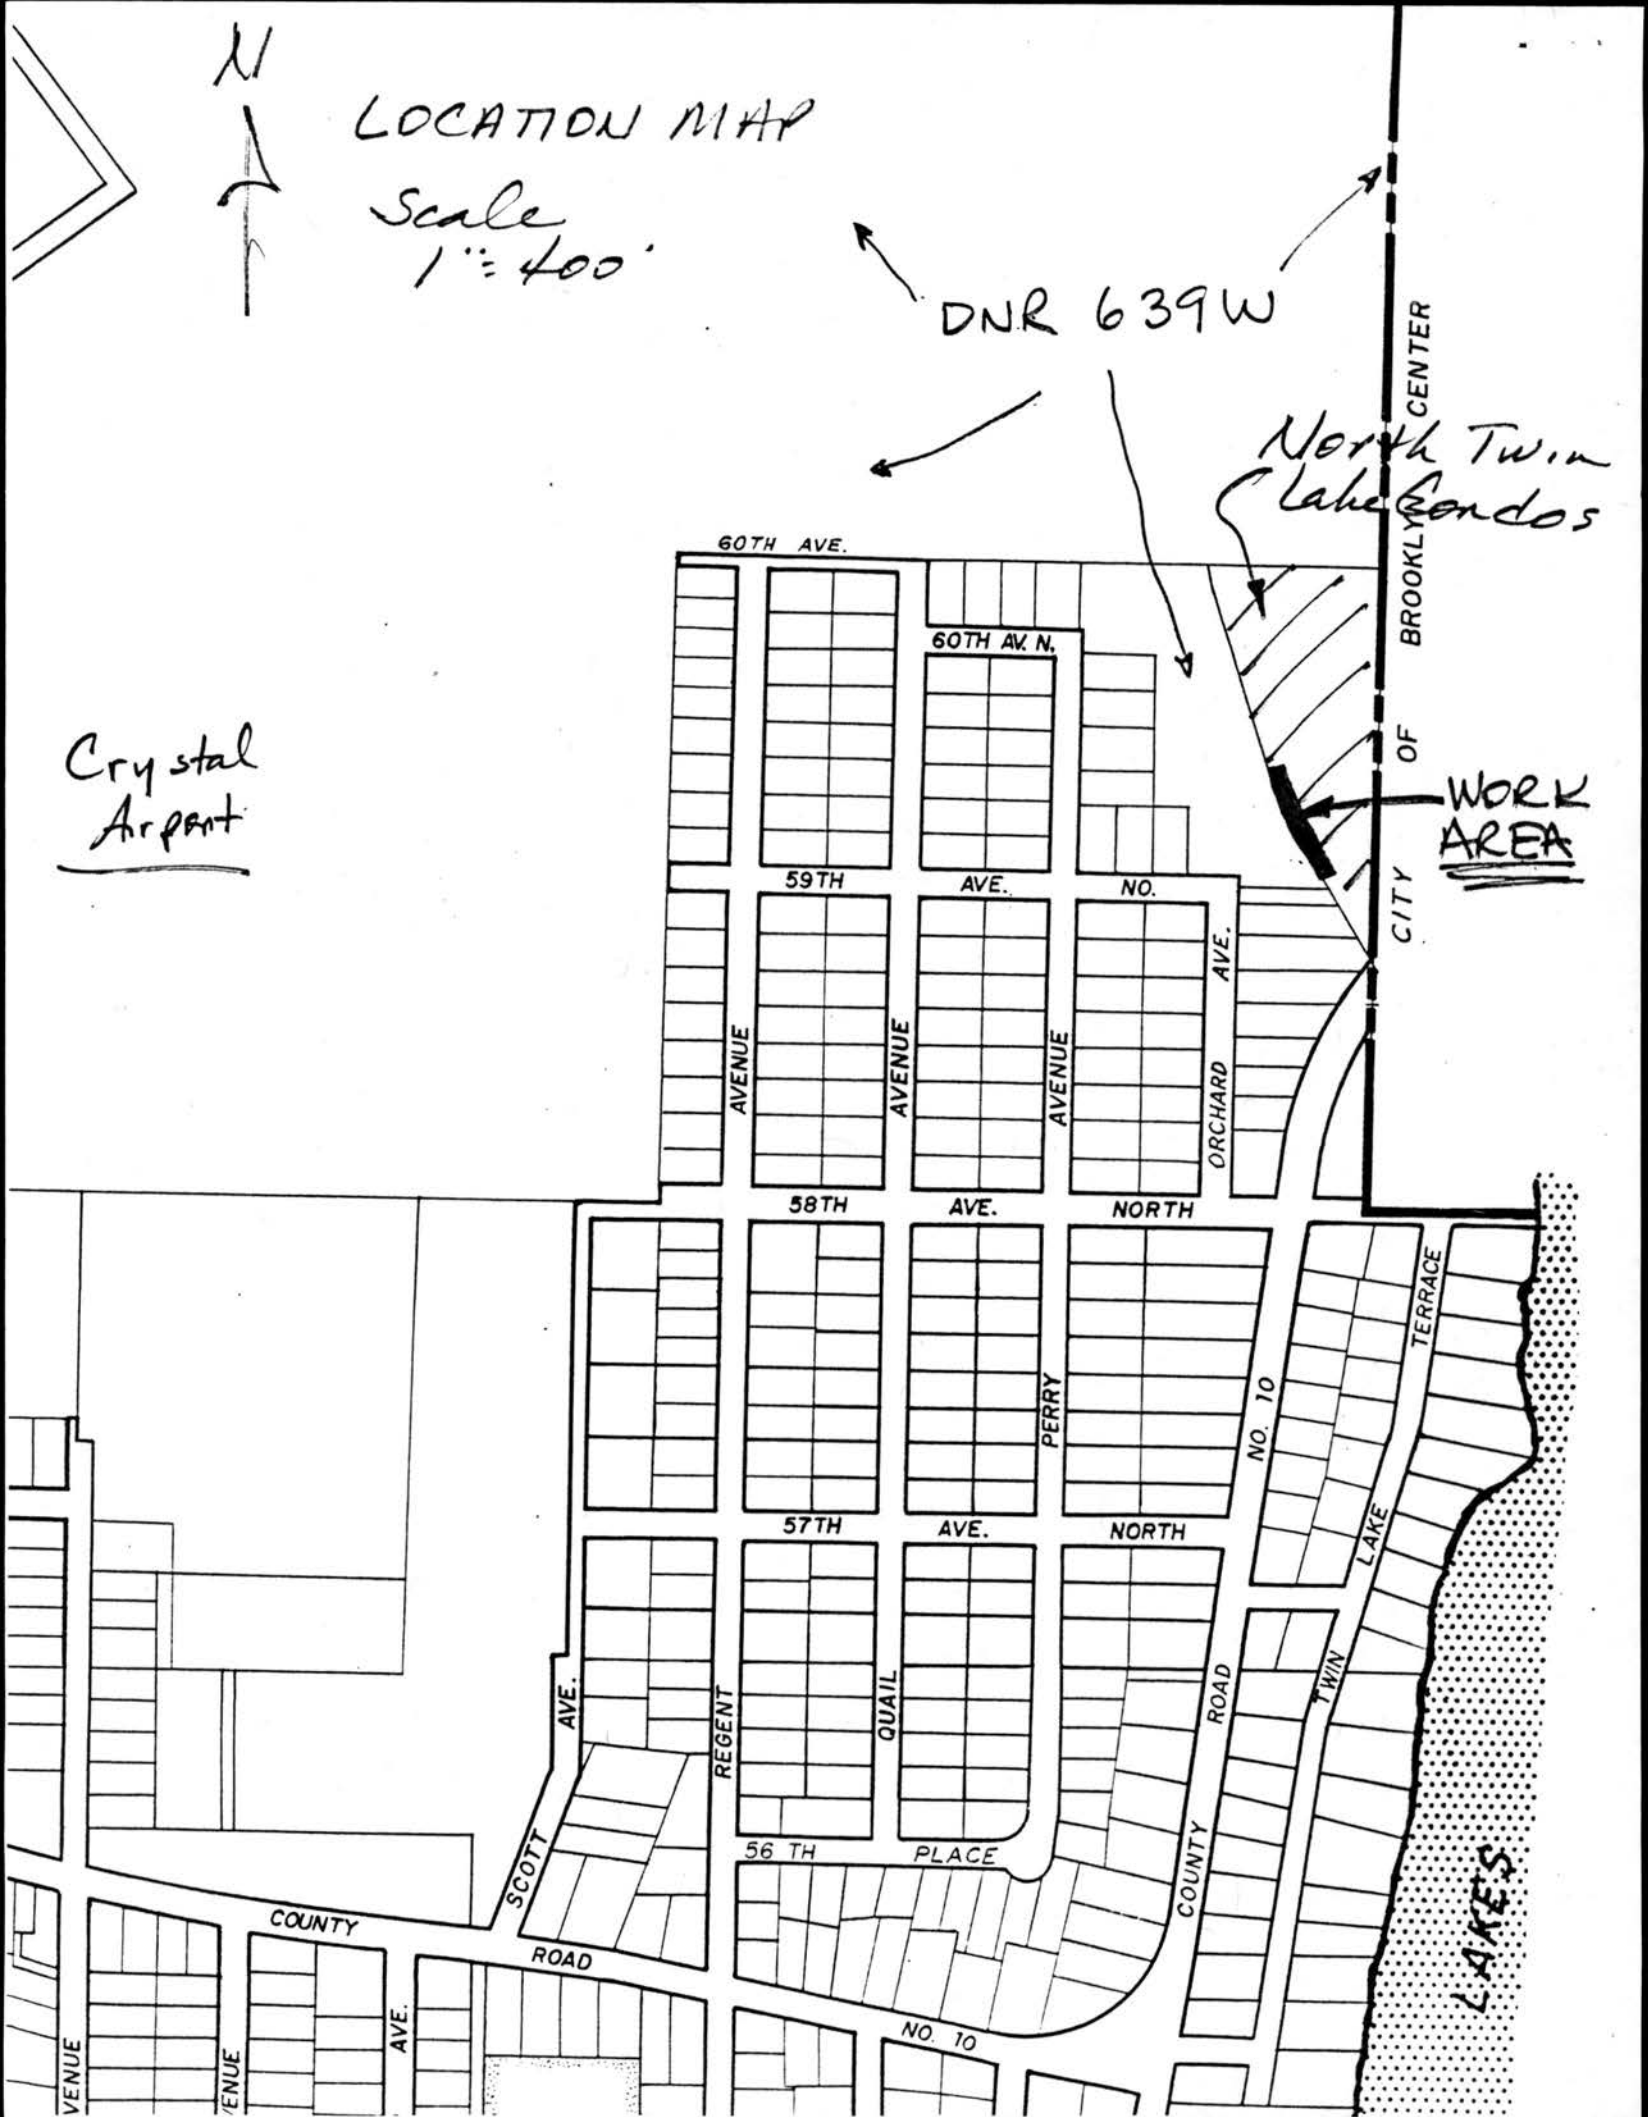 N
LOCATION MAP
Scale
1" = 400'
DNR 639W
North Twin
Lake Condos
CITY OF BROOKLYN CENTER
60TH AVE.
60TH AV. N.
Crystal
Airport
WORK
AREA
59TH AVE. NO.
AVENUE
AVENUE
AVENUE
ORCHARD AVE.
58TH AVE. NORTH
TWIN LAKE TERRACE
PERRY
COUNTY ROAD NO. 10
57TH AVE. NORTH
SCOTT AVE.
REGENT
QUAIL
56 TH PLACE
LAKES
COUNTY ROAD NO. 10
VENUE
VENUE
AVE.